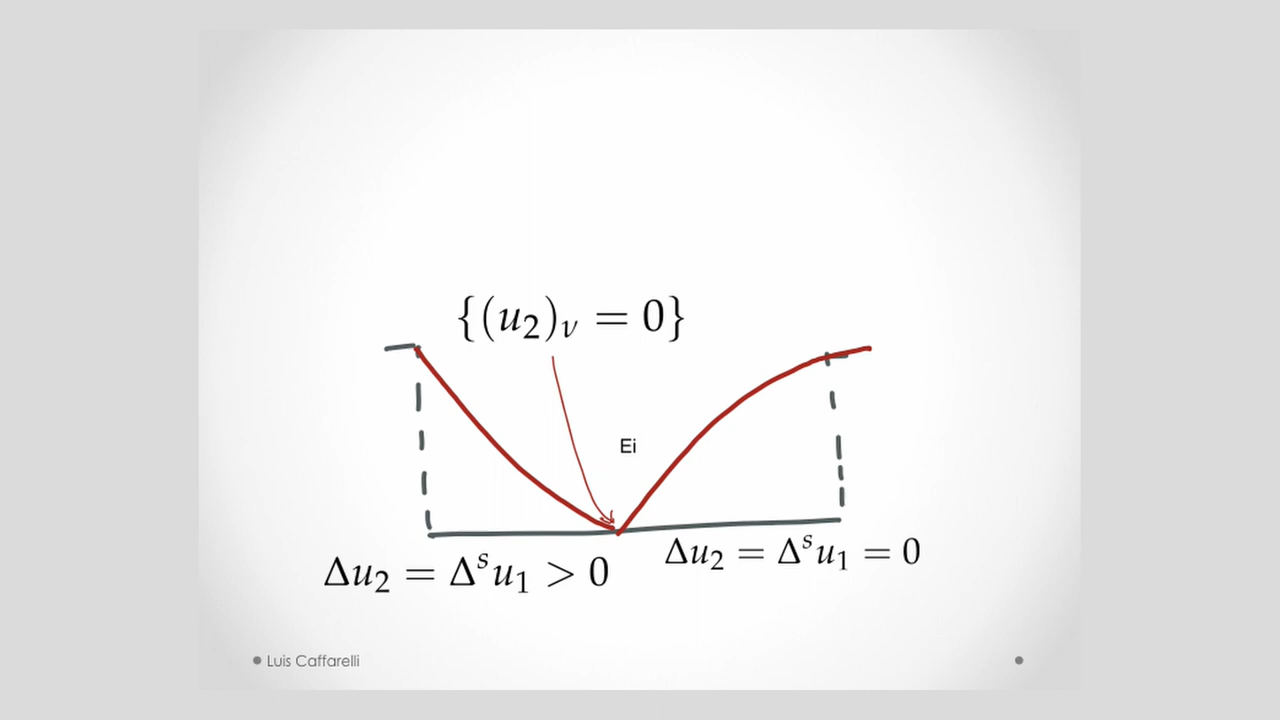 {(u₂)ᵥ = 0}
Ei
Δu₂ = Δˢu₁ > 0
Δu₂ = Δˢu₁ = 0
• Luis Caffarelli